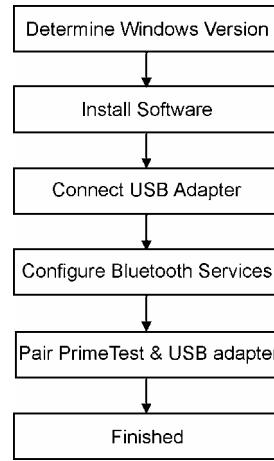 Determine Windows Version
Install Software
Connect USB Adapter
Configure Bluetooth Services
Pair PrimeTest & USB adapter
Finished